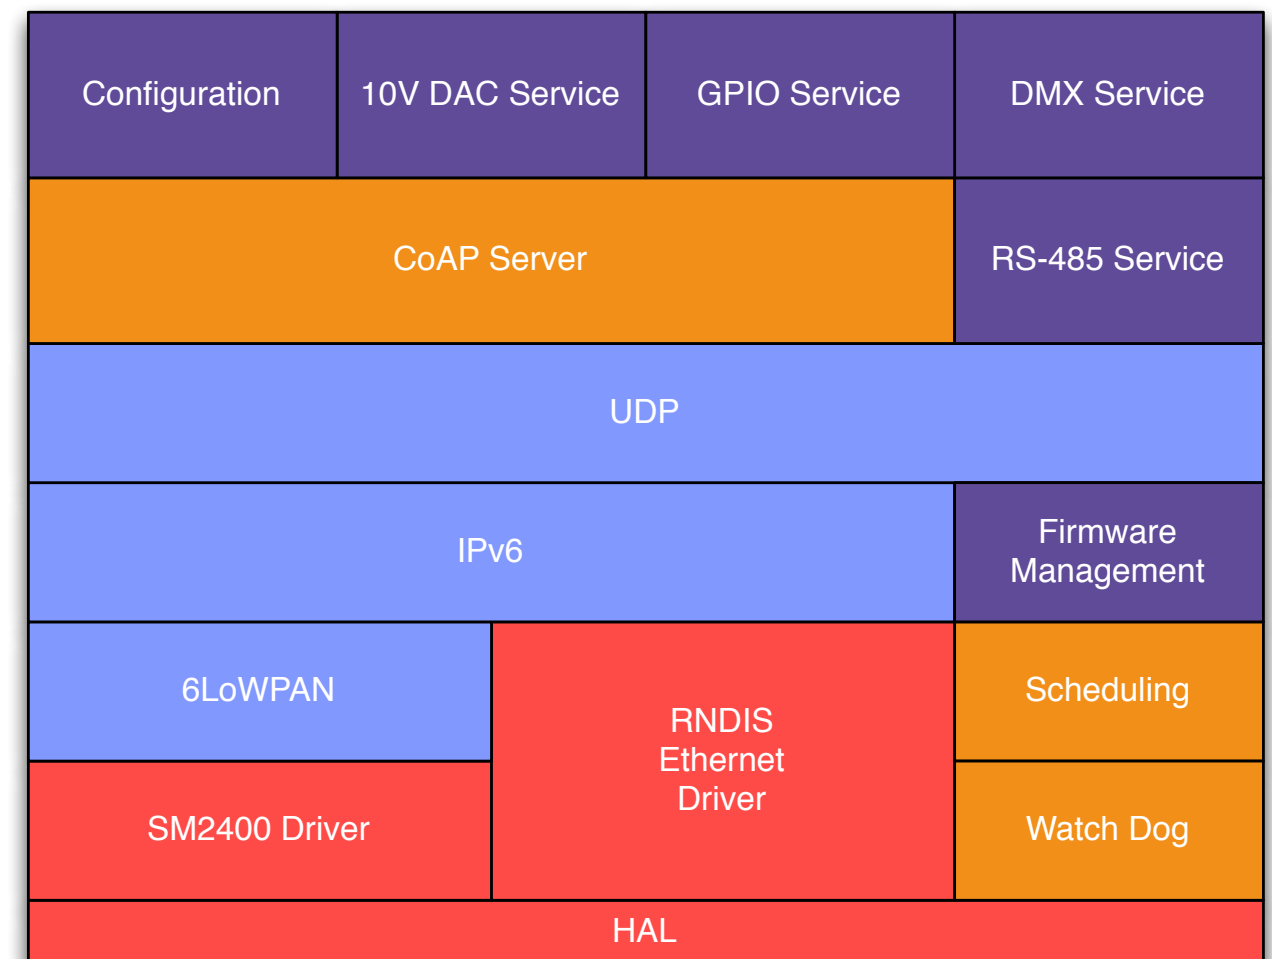 Configuration
10V DAC Service
GPIO Service
DMX Service
CoAP Server
RS-485 Service
UDP
IPv6
Firmware
Management
6LoWPAN
RNDIS
Ethernet
Driver
Scheduling
SM2400 Driver
Watch Dog
HAL